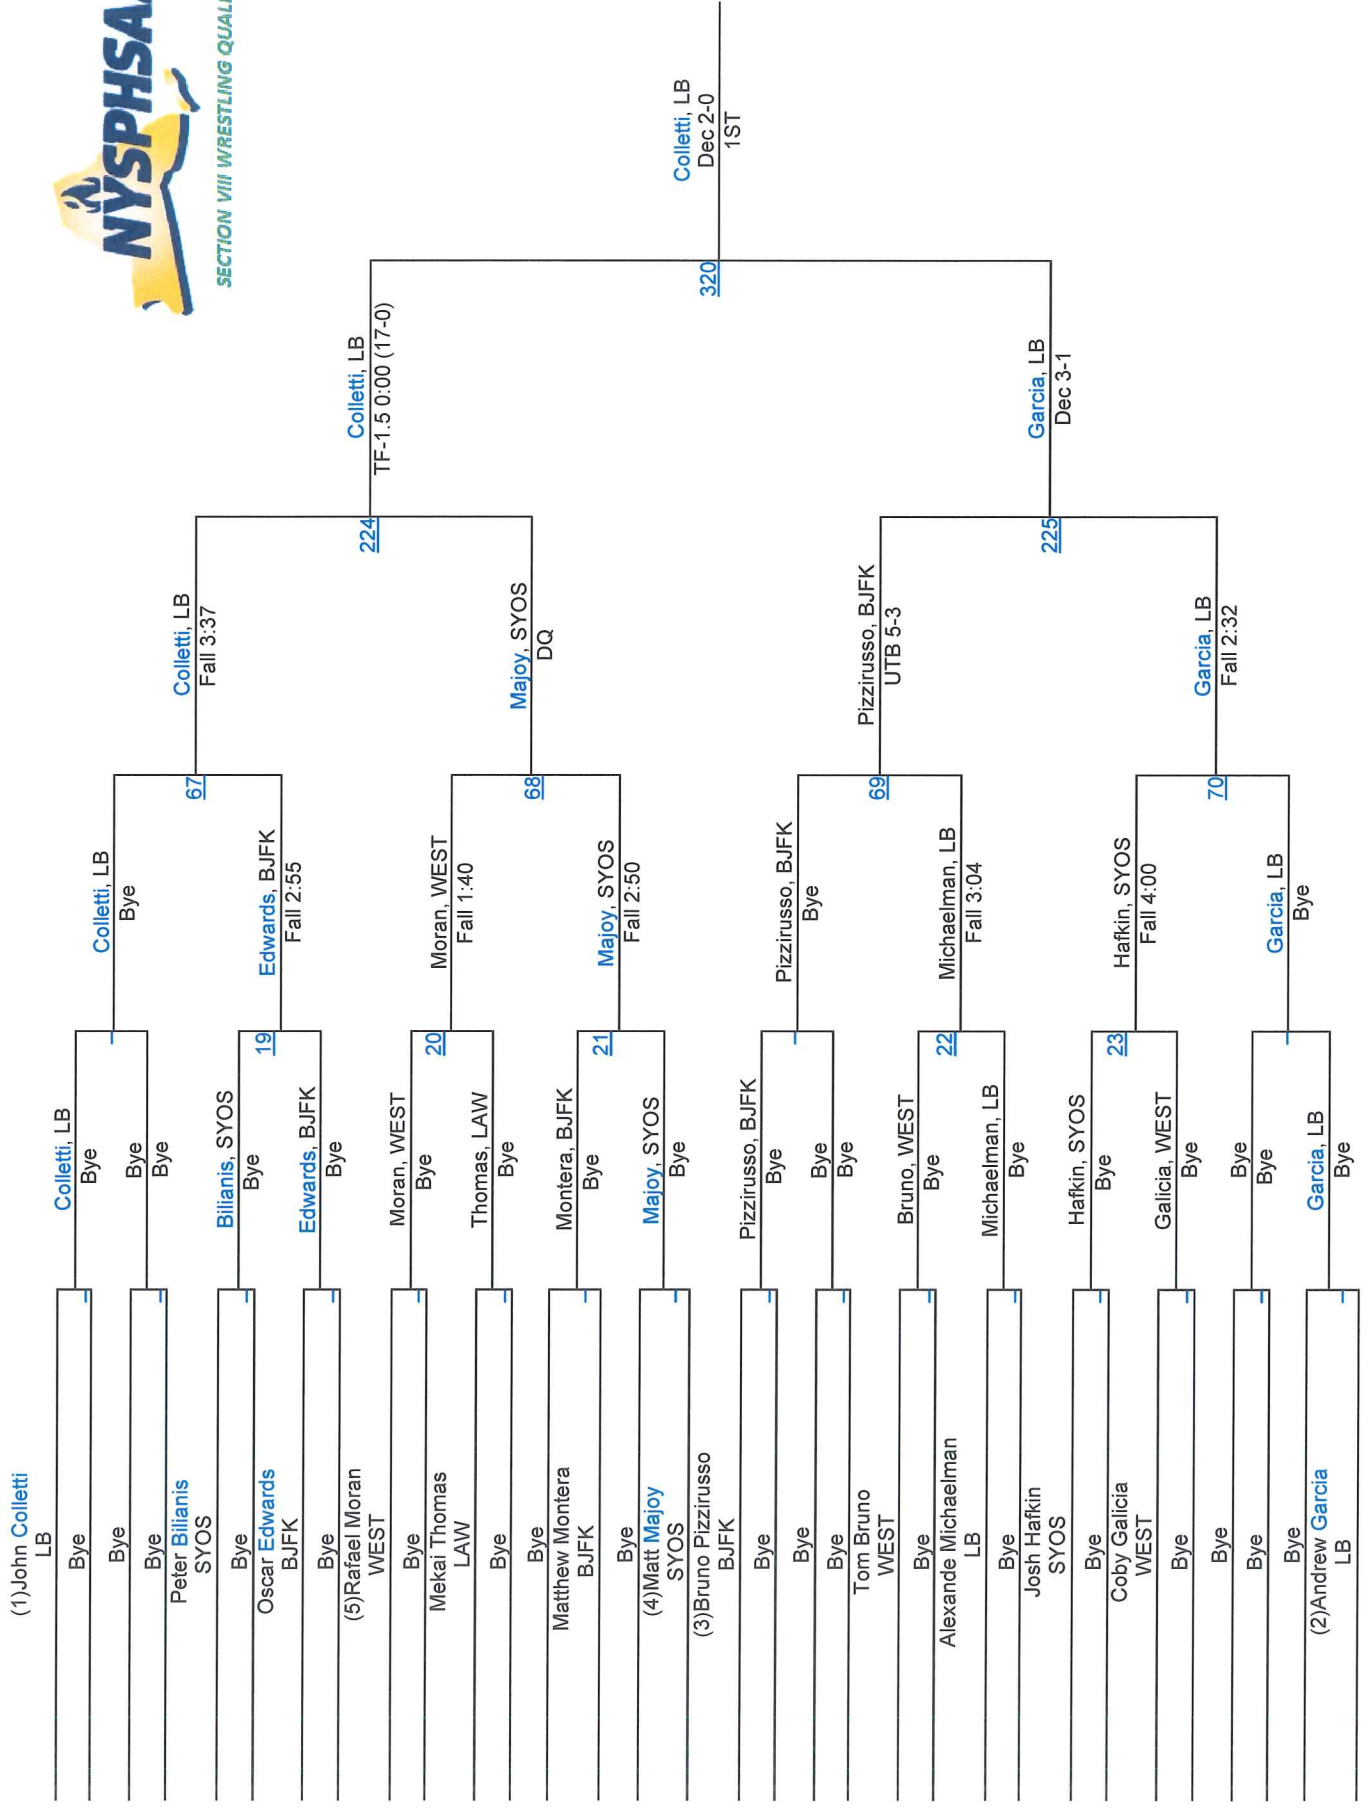 NYSPHSAA
SECTION VIII WRESTLING QUALI
(1)John Colletti
LB
Bye
Bye
Bye
Peter Bilianis
SYOS
Bye
Oscar Edwards
BJFK
Bye
(5)Rafael Moran
WEST
Bye
Mekai Thomas
LAW
Bye
Bye
Matthew Montera
BJFK
Bye
(4)Matt Majoy
SYOS
(3)Bruno Pizzirusso
BJFK
Bye
Bye
Bye
Tom Bruno
WEST
Bye
Alexande Michaelman
LB
Bye
Josh Hafkin
SYOS
Bye
Coby Galicia
WEST
Bye
Bye
Bye
Bye
(2)Andrew Garcia
LB
Colletti, LB
Bye
Bye
Bye
Bilianis, SYOS
Bye
Edwards, BJFK
Bye
Moran, WEST
Bye
Thomas, LAW
Bye
Montera, BJFK
Bye
Majoy, SYOS
Bye
Pizzirusso, BJFK
Bye
Bye
Bye
Bruno, WEST
Bye
Michaelman, LB
Bye
Hafkin, SYOS
Bye
Galicia, WEST
Bye
Bye
Bye
Garcia, LB
Bye
19
20
21
22
23
Colletti, LB
Bye
Edwards, BJFK
Fall 2:55
Moran, WEST
Fall 1:40
Majoy, SYOS
Fall 2:50
Pizzirusso, BJFK
Bye
Michaelman, LB
Fall 3:04
Hafkin, SYOS
Fall 4:00
Garcia, LB
Bye
67
68
69
70
Colletti, LB
Fall 3:37
Majoy, SYOS
DQ
Pizzirusso, BJFK
UTB 5-3
Garcia, LB
Fall 2:32
224
225
Colletti, LB
TF-1.5 0:00 (17-0)
Garcia, LB
Dec 3-1
320
Colletti, LB
Dec 2-0
1ST